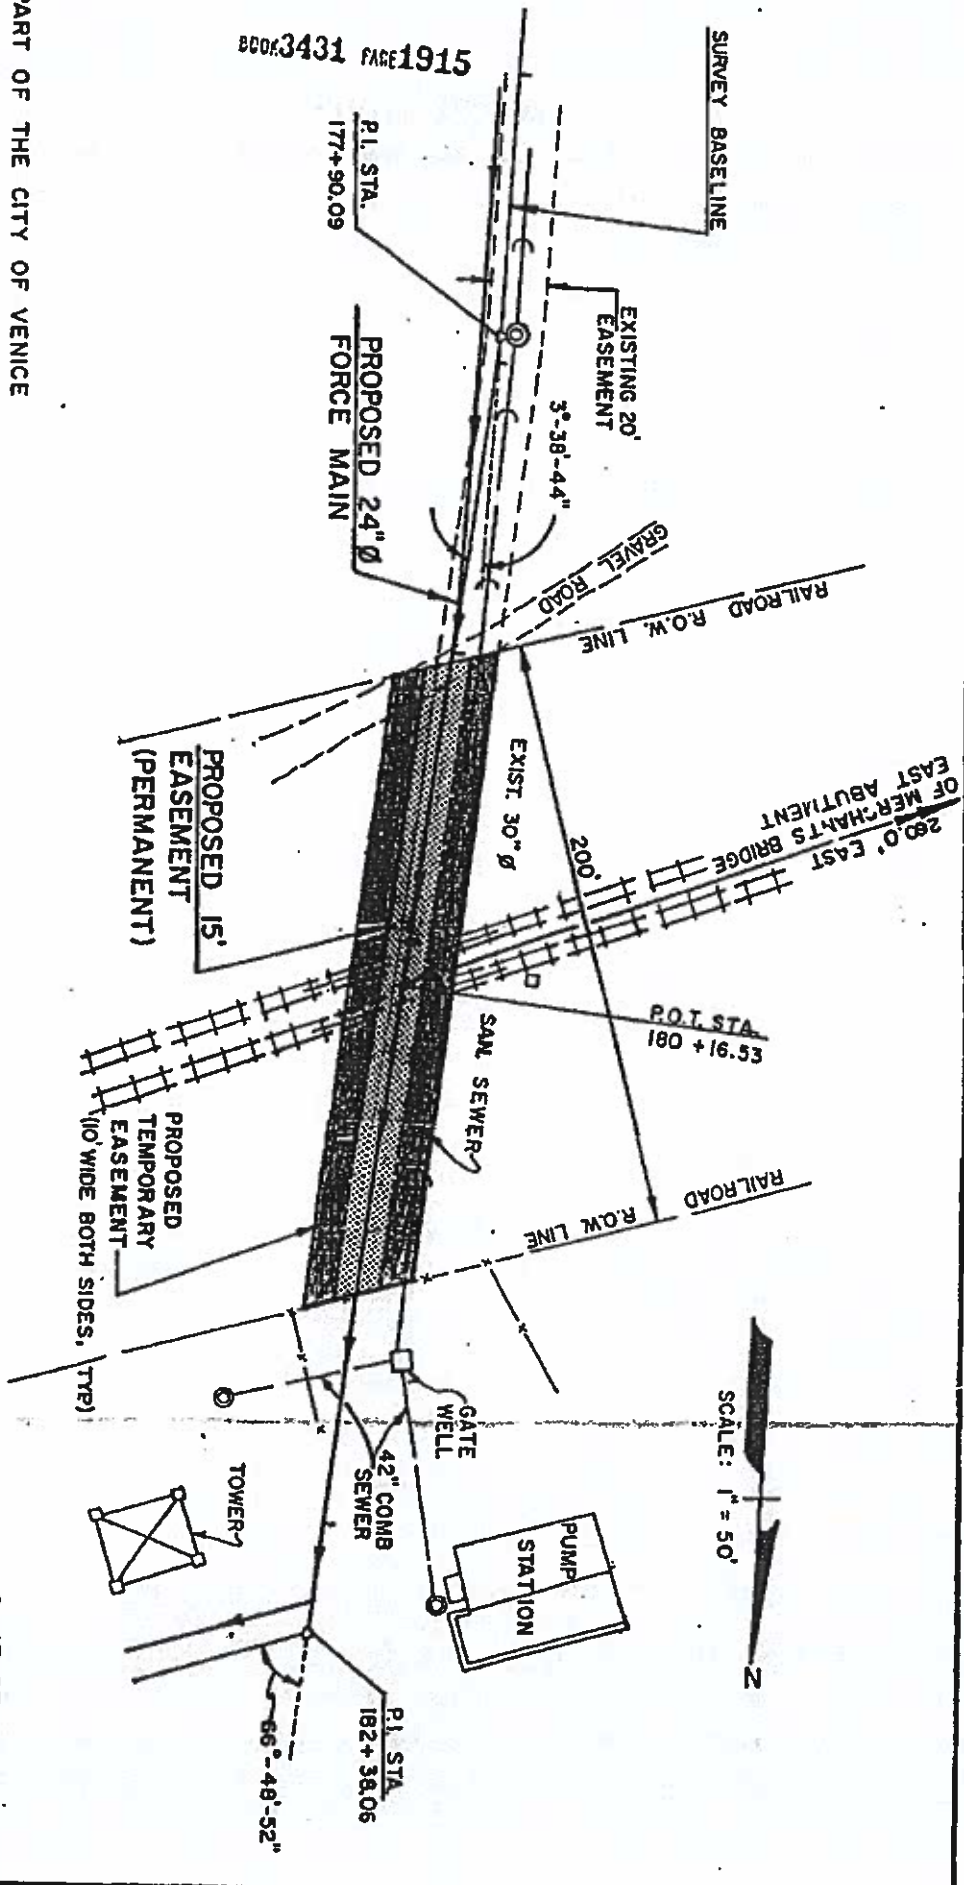 BOOK 3431 PAGE 1915
SURVEY BASELINE
P.I. STA.
177+90.09
EXISTING 20'
EASEMENT
3°-38'-44"
PROPOSED 24"Ø
FORCE MAIN
GRAVEL ROAD
RAILROAD R.O.W. LINE
PROPOSED 15'
EASEMENT
(PERMANENT)
EXIST. 30"Ø
200'
260.0' EAST
OF MERCHANTS BRIDGE
EAST ABUTMENT
P.O.T. STA.
180+16.53
SAN. SEWER
PROPOSED
TEMPORARY
EASEMENT
(10' WIDE BOTH SIDES, TYP)
RAILROAD R.O.W. LINE
SCALE: 1"=50'
N
GATE
WELL
42" COMB
SEWER
TOWER
PUMP
STATION
P.I. STA.
182+38.06
66°-48'-52"
PART OF THE CITY OF VENICE